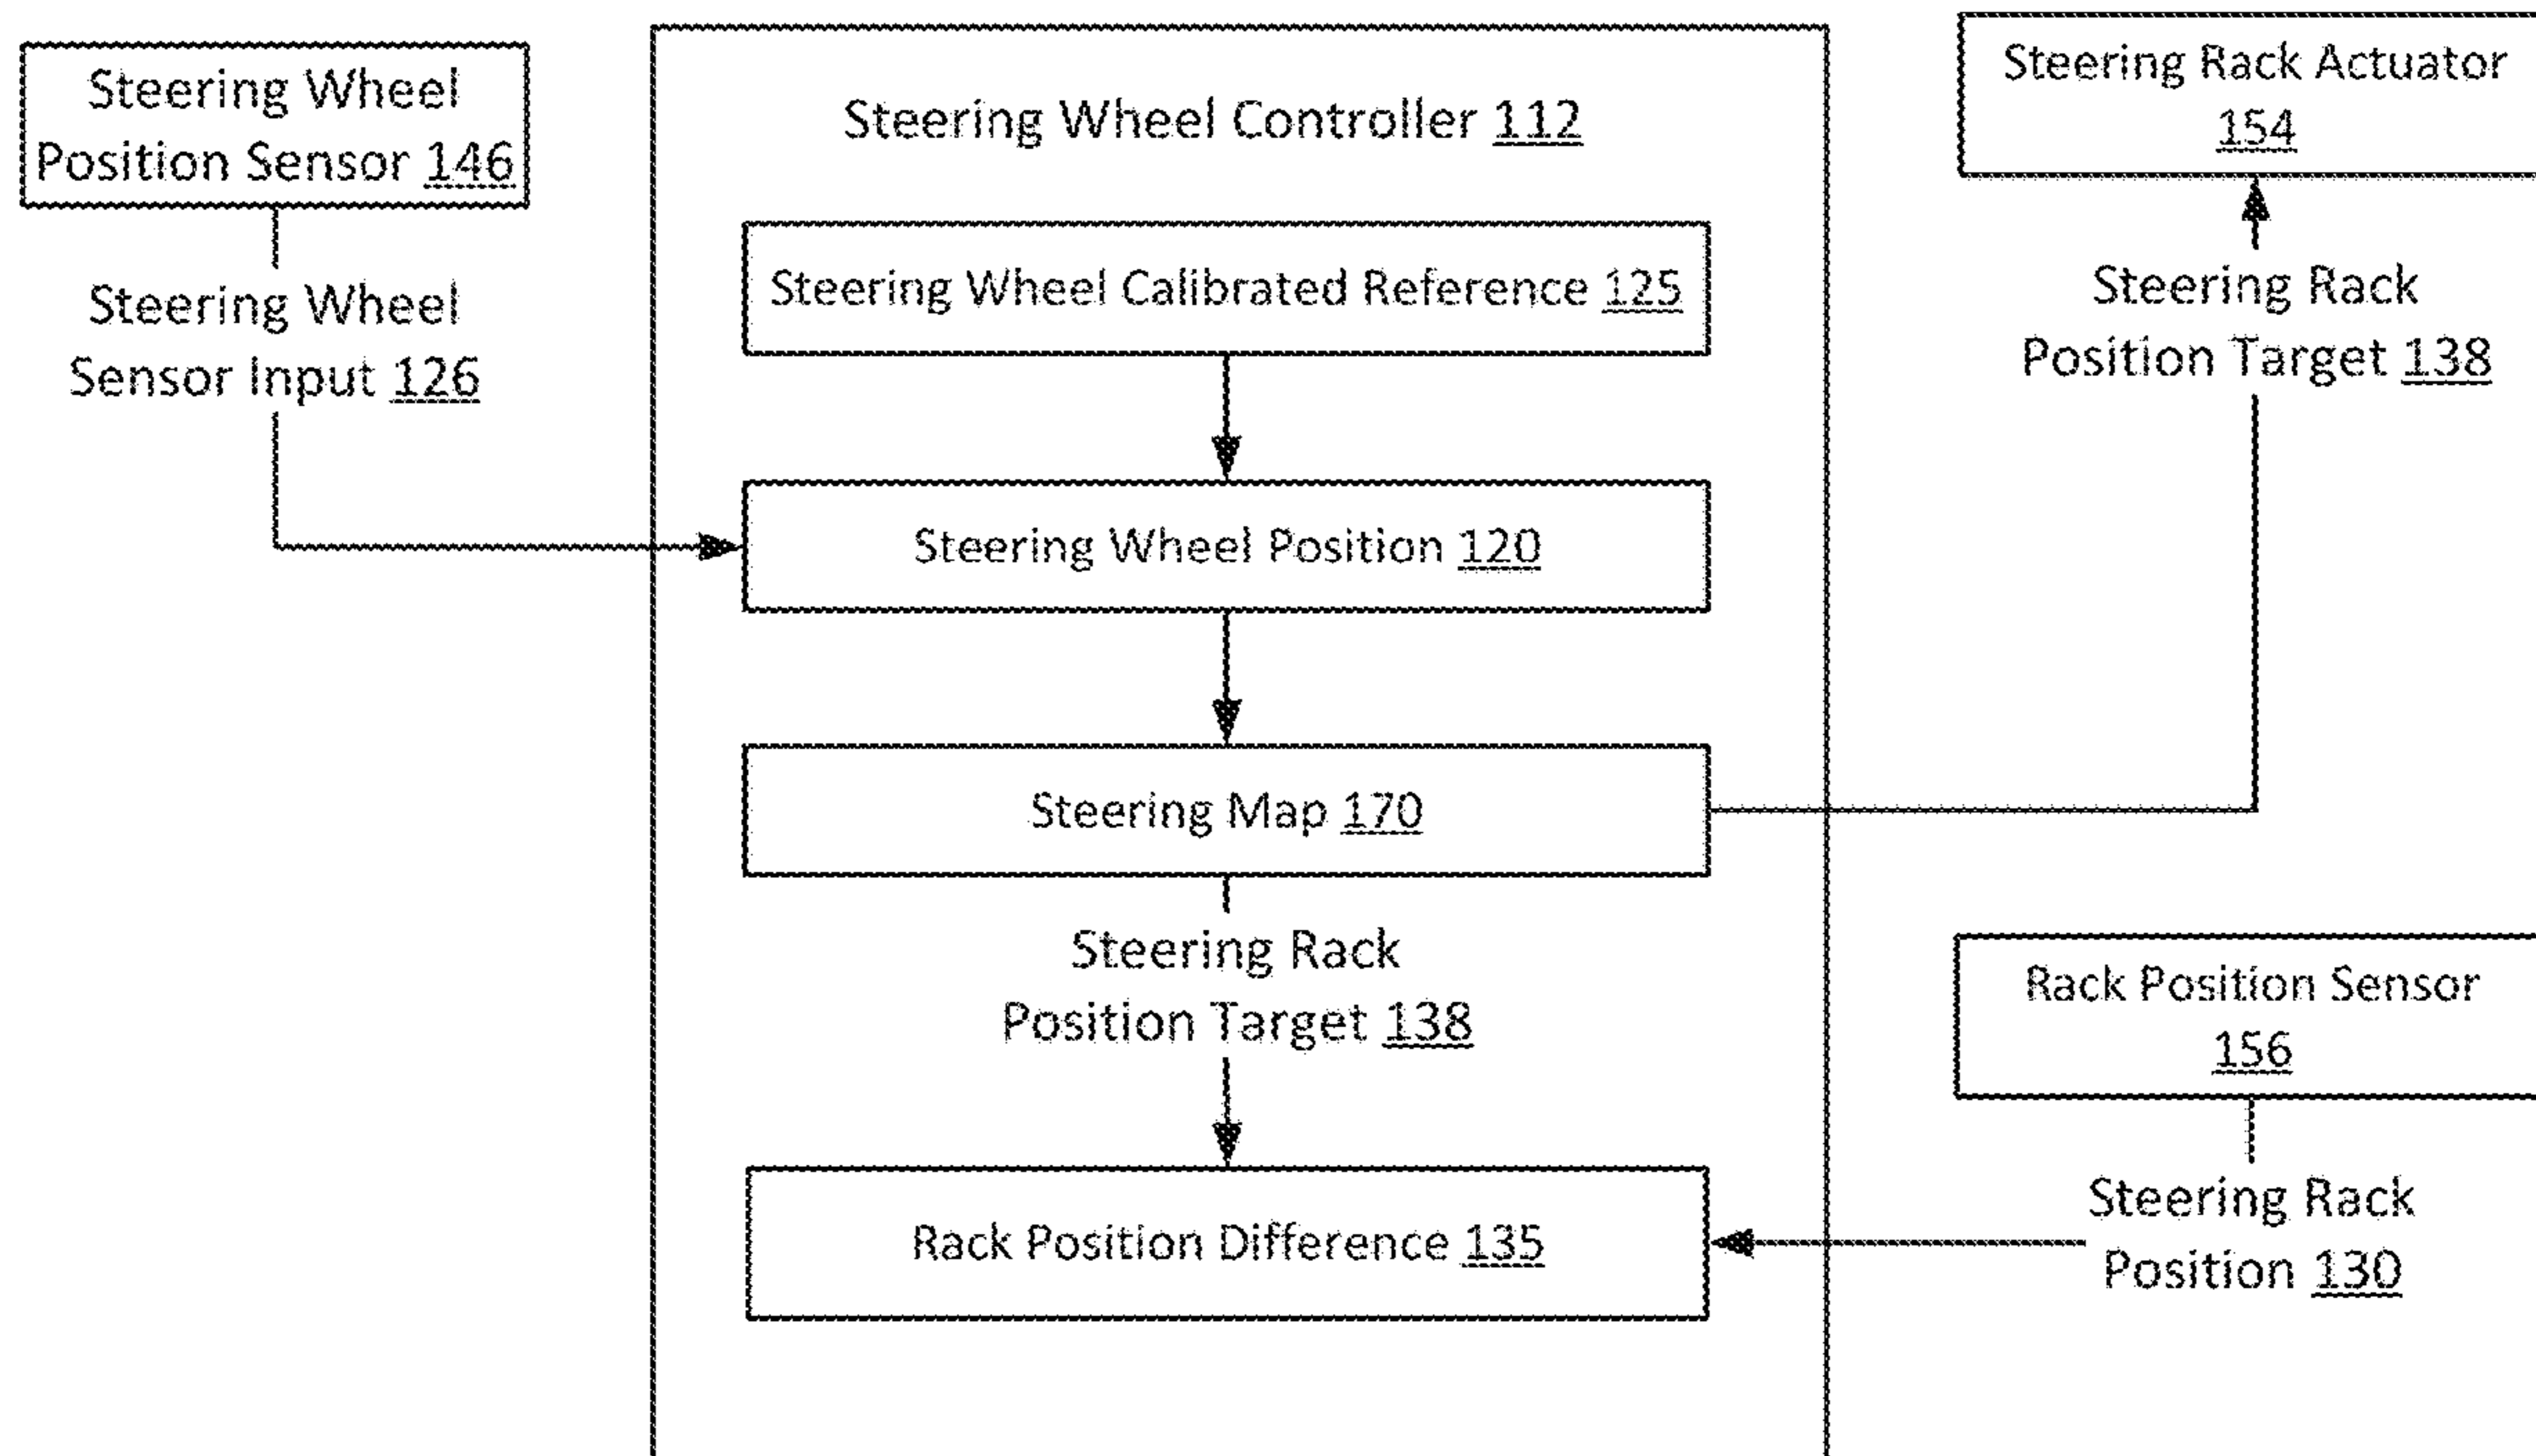 Steering Wheel
Position Sensor 146
Steering Wheel
Sensor Input 126
Steering Wheel Controller 112
Steering Wheel Calibrated Reference 125
Steering Wheel Position 120
Steering Map 170
Steering Rack
Position Target 138
Rack Position Difference 135
Steering Rack Actuator
154
Steering Rack
Position Target 138
Rack Position Sensor
156
Steering Rack
Position 130